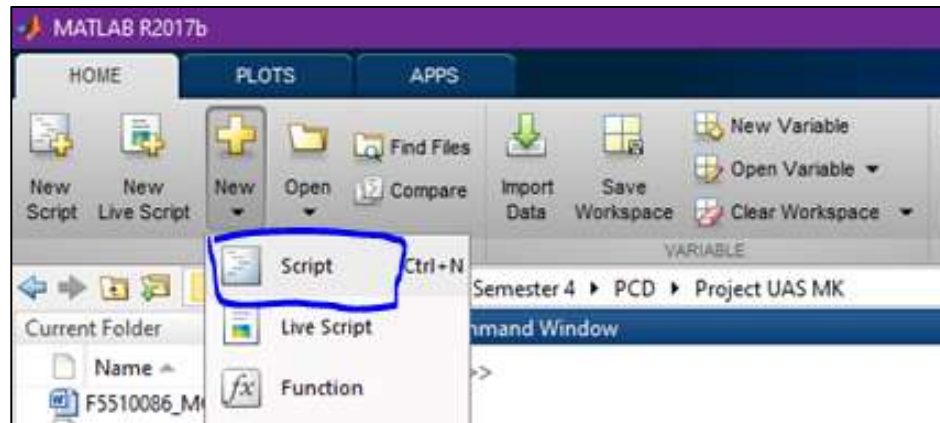 MATLAB R2017b
HOME PLOTS APPS
New Script
New Live Script
New
Open
Find Files
Compare
Import Data
Save Workspace
New Variable
Open Variable
Clear Workspace
VARIABLE
Script Ctrl+N
Live Script
Function
Semester 4 PCD Project UAS MK
Current Folder
Name
F5510086_M
mmand Window
>>